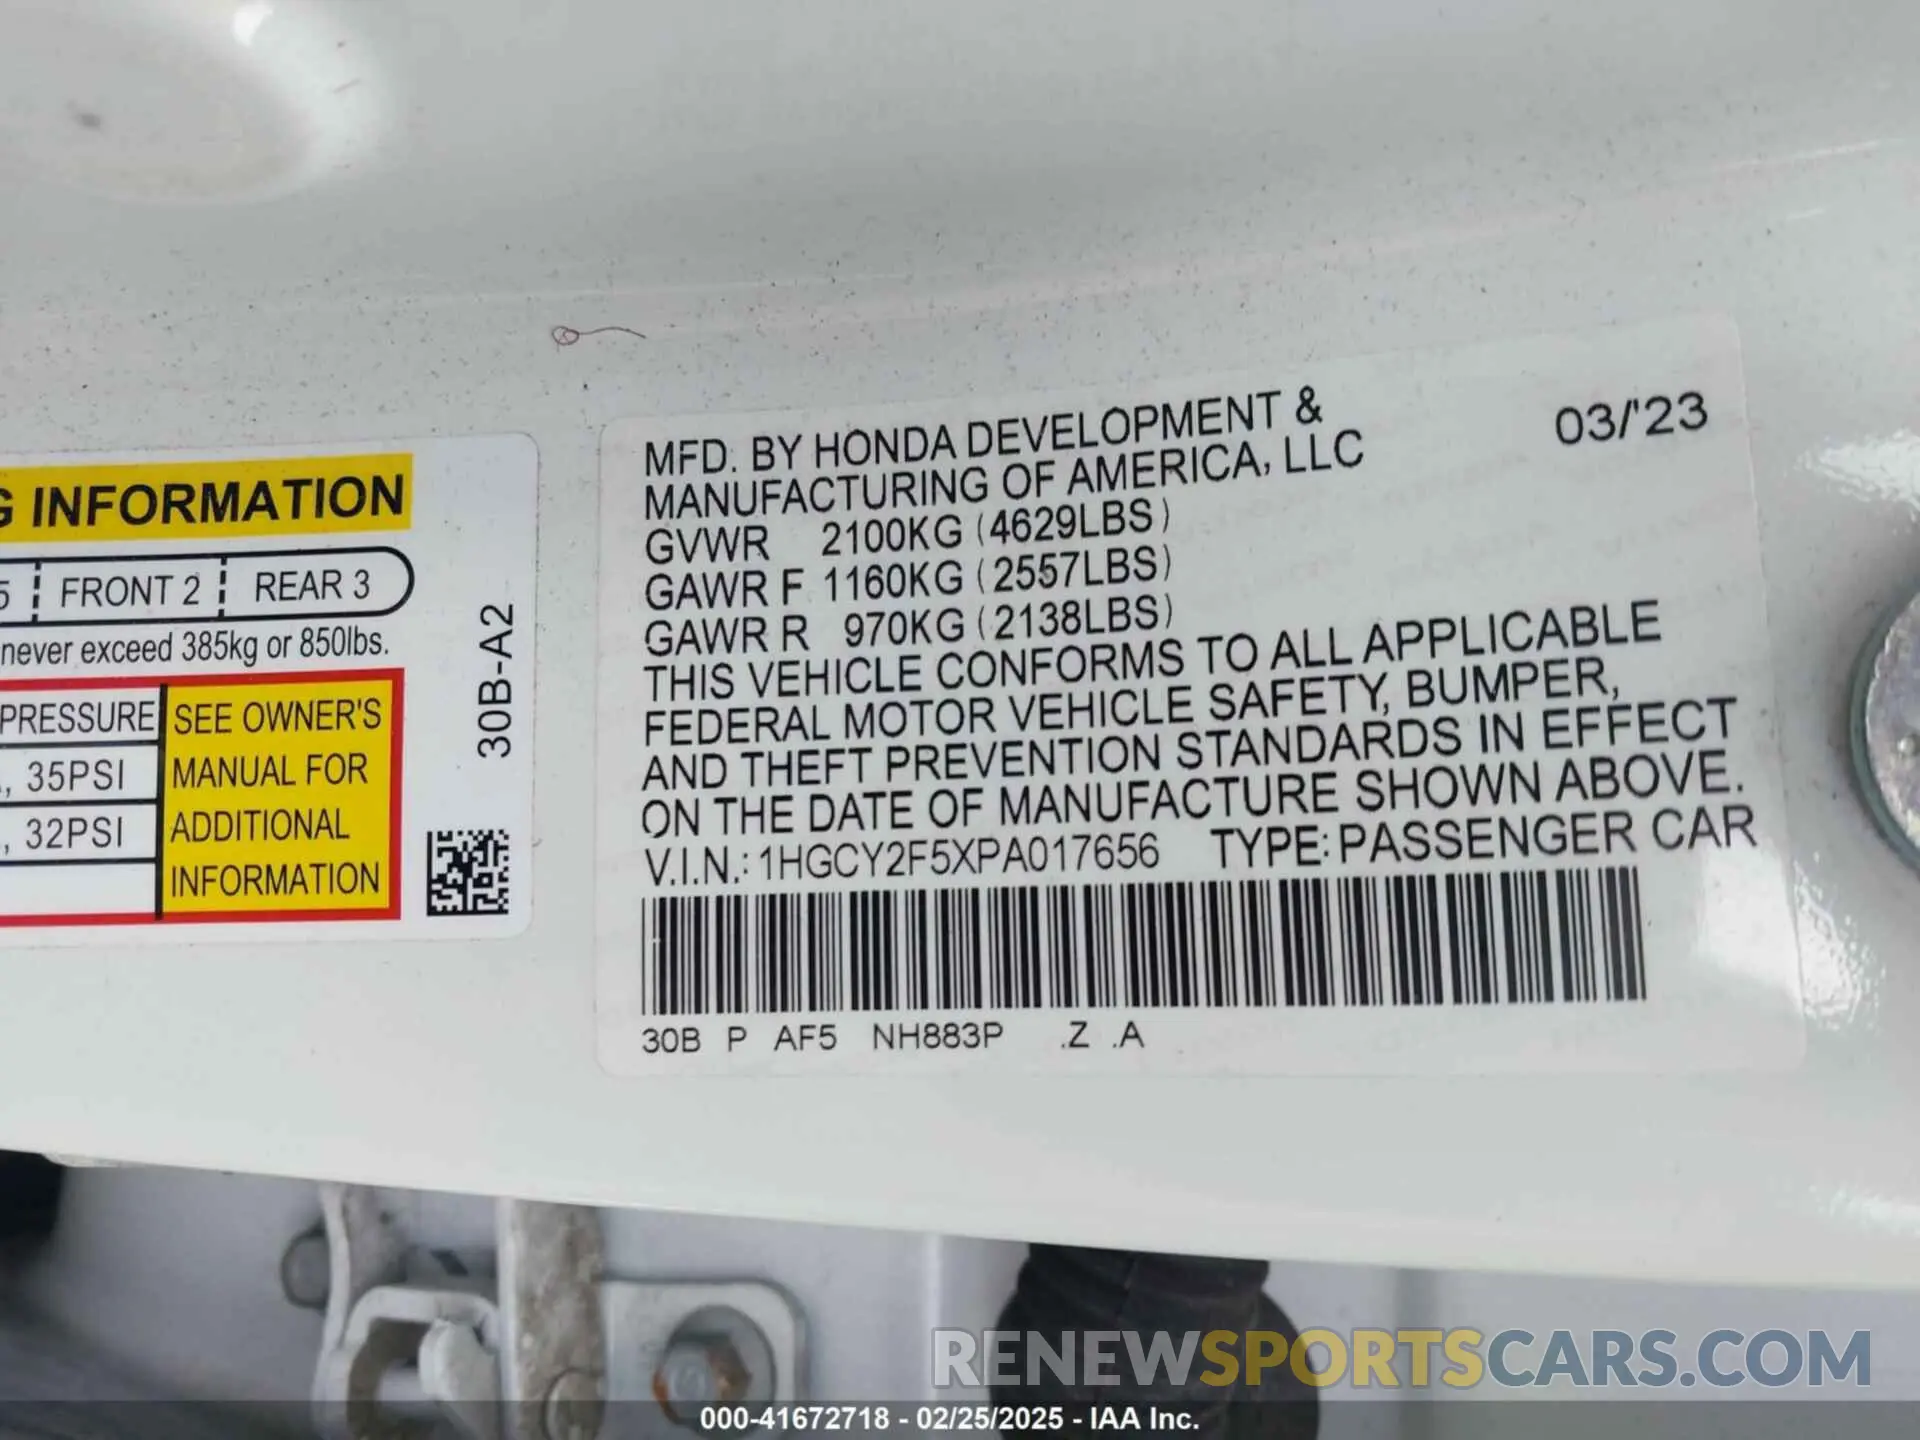 MFD. BY HONDA DEVELOPMENT &
MANUFACTURING OF AMERICA, LLC
03/'23
GVWR 2100KG (4629LBS)
GAWR F 1160KG (2557LBS)
GAWR R 970KG (2138LBS)
THIS VEHICLE CONFORMS TO ALL APPLICABLE
FEDERAL MOTOR VEHICLE SAFETY, BUMPER,
AND THEFT PREVENTION STANDARDS IN EFFECT
ON THE DATE OF MANUFACTURE SHOWN ABOVE.
V.I.N.: 1HGCY2F5XPA017656 TYPE: PASSENGER CAR
30B P AF5 NH883P .Z .A
G INFORMATION
5 FRONT 2 REAR 3
never exceed 385kg or 850lbs.
PRESSURE
, 35PSI
, 32PSI
SEE OWNER'S
MANUAL FOR
ADDITIONAL
INFORMATION
30B-A2
RENEWSPORTSCARS.COM
000-41672718 - 02/25/2025 - IAA Inc.